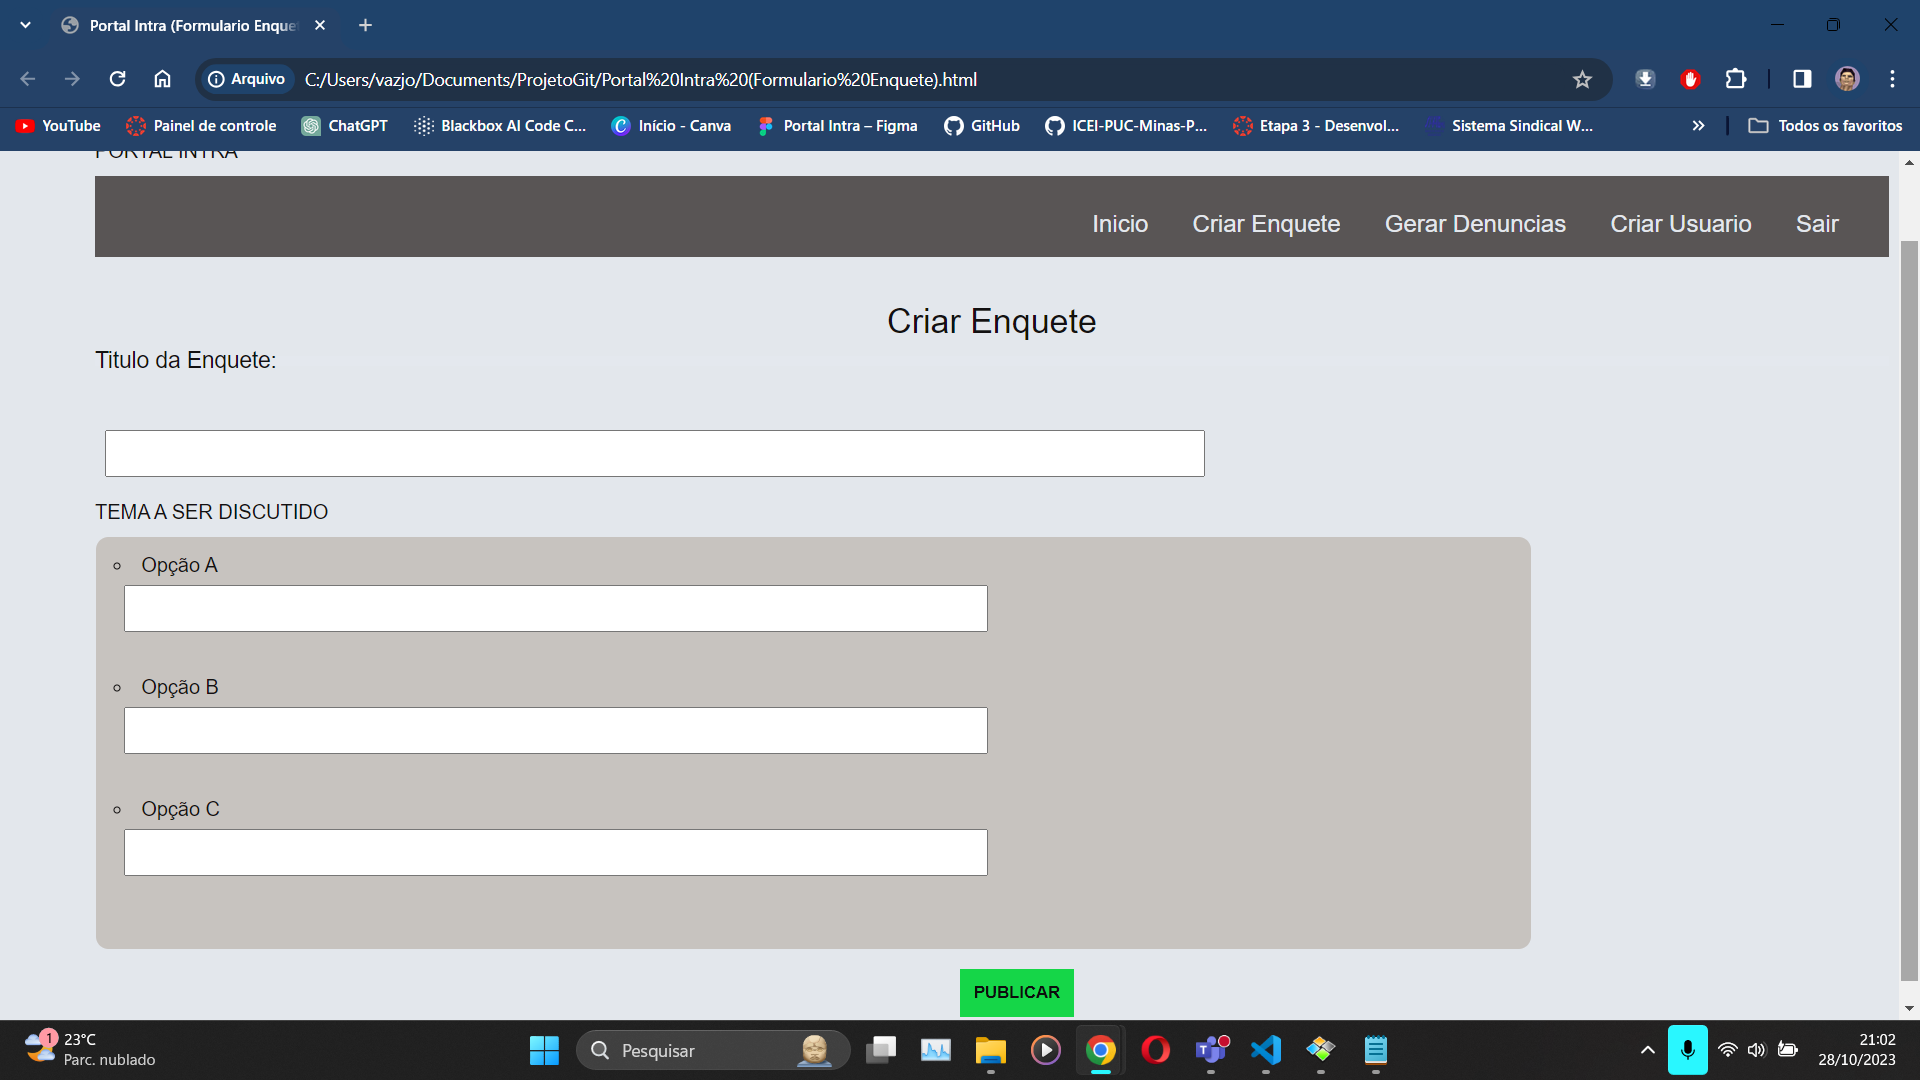 Portal Intra (Formulario Enque
Arquivo C:/Users/vazjo/Documents/ProjetoGit/Portal%20Intra%20(Formulario%20Enquete).html
YouTube Painel de controle ChatGPT Blackbox AI Code C... Início - Canva Portal Intra – Figma GitHub ICEI-PUC-Minas-P... Etapa 3 - Desenvol... Sistema Sindical W... Todos os favoritos
PORTAL INTRA
Inicio Criar Enquete Gerar Denuncias Criar Usuario Sair
Criar Enquete
Titulo da Enquete:
TEMA A SER DISCUTIDO
Opção A
Opção B
Opção C
PUBLICAR
1 23°C
Parc. nublado
Pesquisar
21:02
28/10/2023